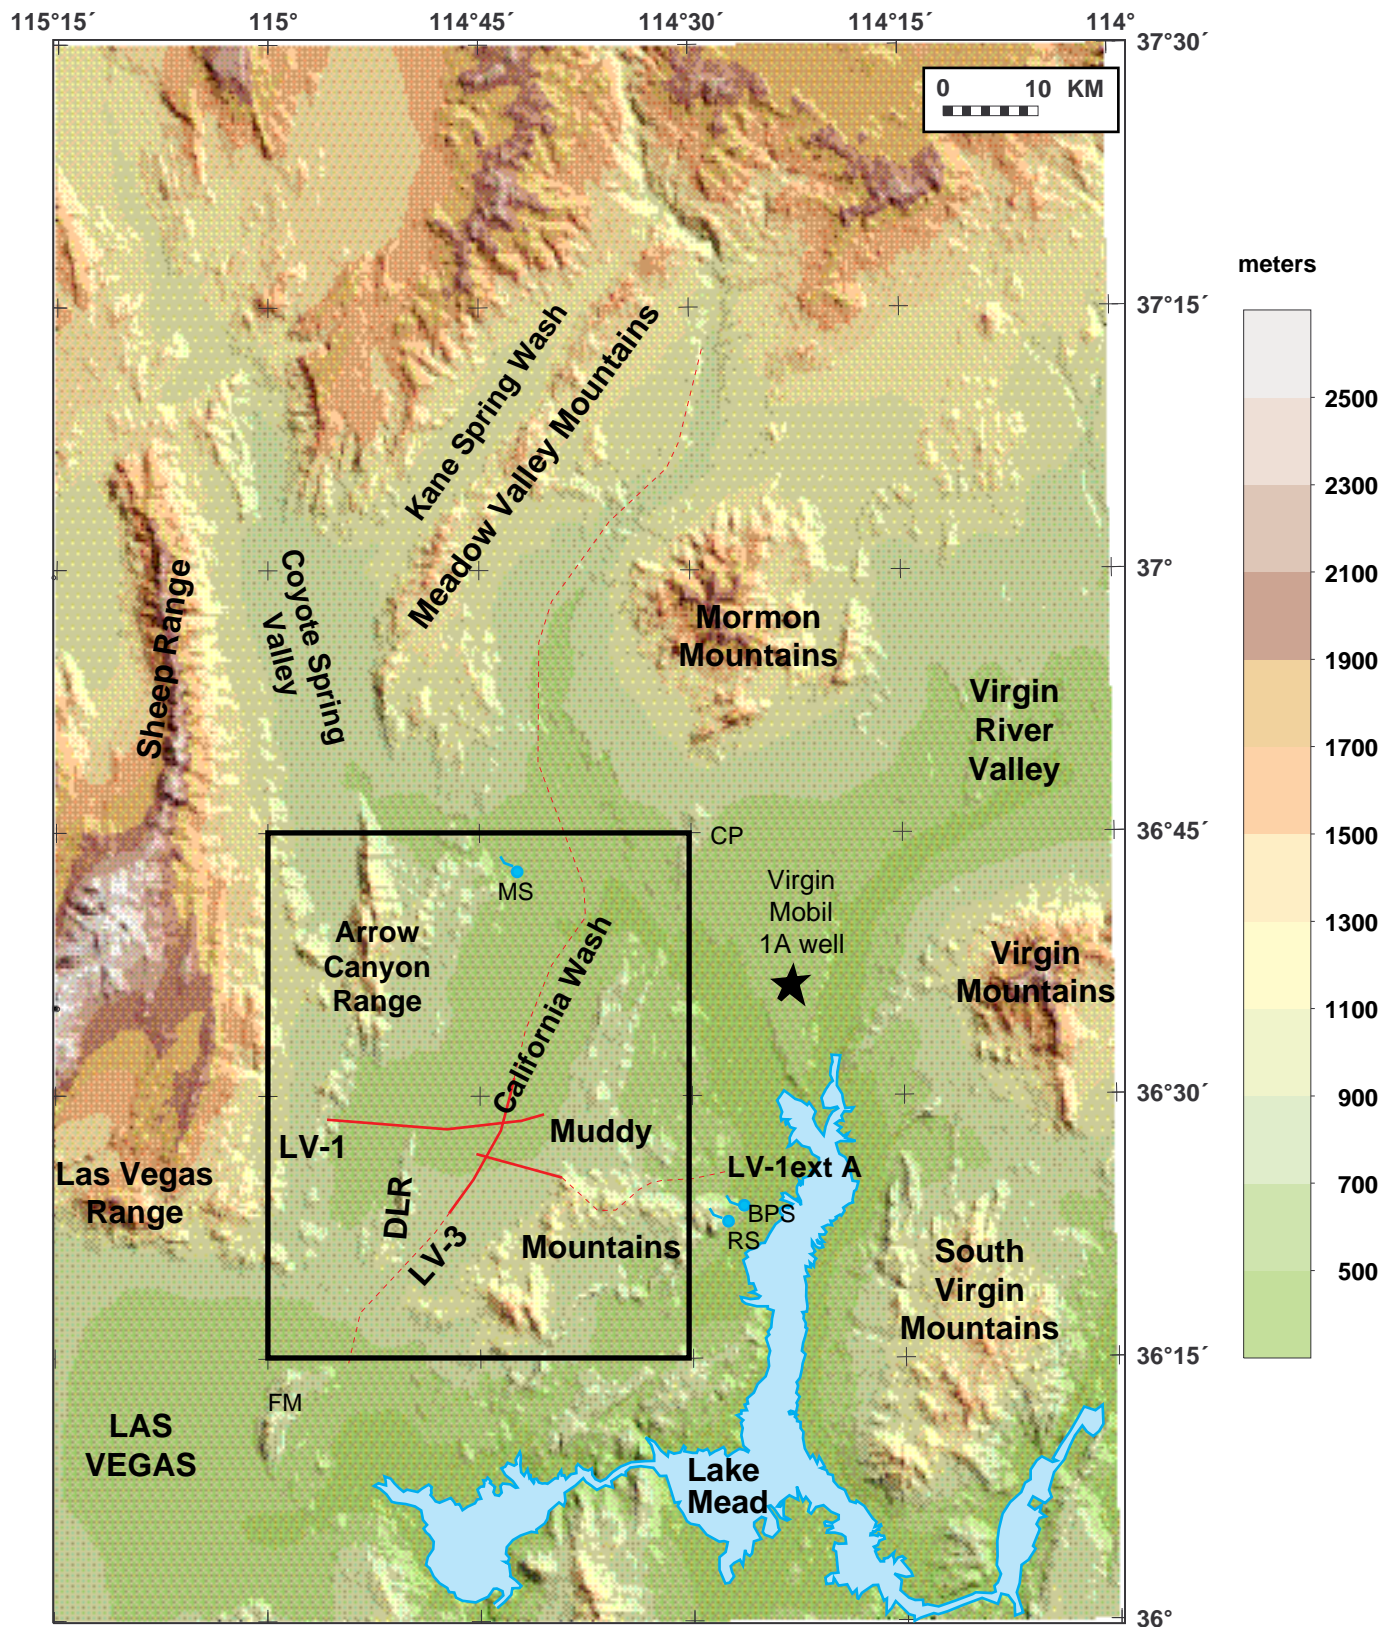 115°15´
115°
114°45´
114°30´
114°15´
114°
37°30´
0 10 KM
meters
37°15´
2500
2300
2100
1900
1700
1500
1300
1100
900
700
500
Kane Spring Wash
Meadow Valley Mountains
37°
Coyote Spring
Valley
Sheep Range
Mormon
Mountains
Virgin
River
Valley
36°45´
CP
MS
Virgin
Mobil
1A well
Arrow
Canyon
Range
California Wash
Virgin
Mountains
36°30´
LV-1
Muddy
LV-1ext A
Las Vegas
Range
DLR
LV-3
BPS
RS
Mountains
South
Virgin
Mountains
36°15´
FM
LAS
VEGAS
Lake
Mead
36°